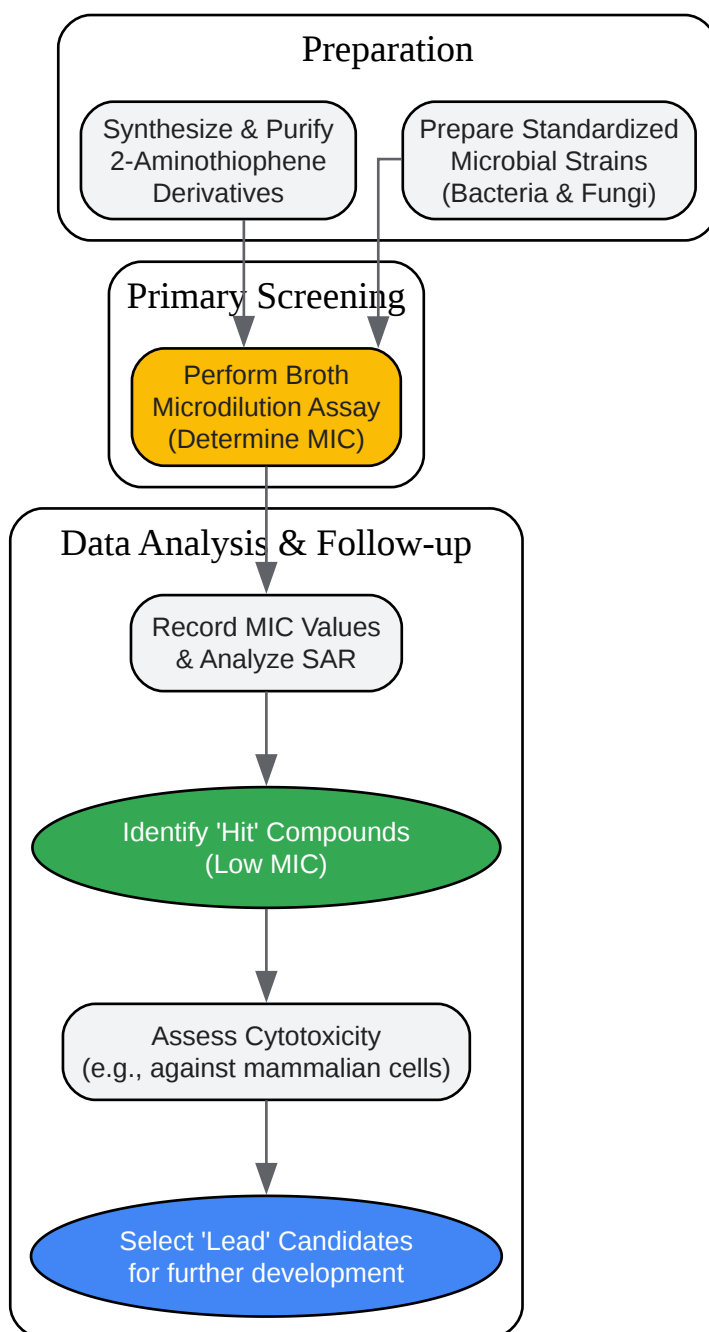 Preparation
Synthesize & Purify
2-Aminothiophene
Derivatives
Prepare Standardized
Microbial Strains
(Bacteria & Fungi)
Primary Screening
Perform Broth
Microdilution Assay
(Determine MIC)
Data Analysis & Follow-up
Record MIC Values
& Analyze SAR
Identify 'Hit' Compounds
(Low MIC)
Assess Cytotoxicity
(e.g., against mammalian cells)
Select 'Lead' Candidates
for further development